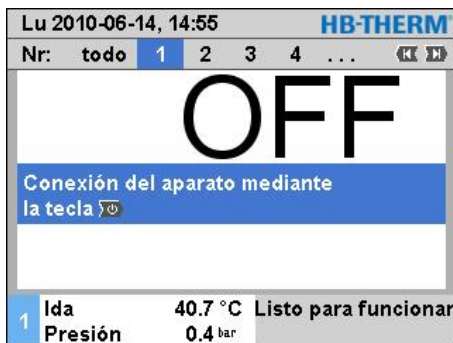 Lu 2010-06-14, 14:55 HB-THERM
Nr: todo 1 2 3 4 ...
OFF
Conexión del aparato mediante
la tecla
1 Ida 40.7 °C Listo para funcionar
Presión 0.4 bar